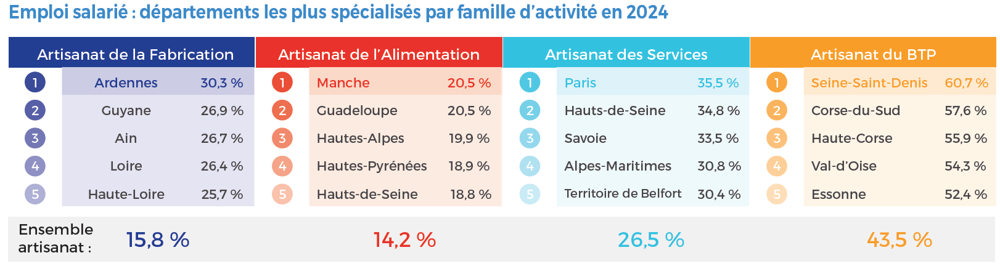 Emploi salarié : départements les plus spécialisés par famille d’activité en 2024
Artisanat de la Fabrication
1 Ardennes 30,3 %
2 Guyane 26,9 %
3 Ain 26,7 %
4 Loire 26,4 %
5 Haute-Loire 25,7 %
Artisanat de l’Alimentation
1 Manche 20,5 %
2 Guadeloupe 20,5 %
3 Hautes-Alpes 19,9 %
4 Hautes-Pyrénées 18,9 %
5 Hauts-de-Seine 18,8 %
Artisanat des Services
1 Paris 35,5 %
2 Hauts-de-Seine 34,8 %
3 Savoie 33,5 %
4 Alpes-Maritimes 30,8 %
5 Territoire de Belfort 30,4 %
Artisanat du BTP
1 Seine-Saint-Denis 60,7 %
2 Corse-du-Sud 57,6 %
3 Haute-Corse 55,9 %
4 Val-d’Oise 54,3 %
5 Essonne 52,4 %
Ensemble
artisanat :
15,8 % 14,2 % 26,5 % 43,5 %